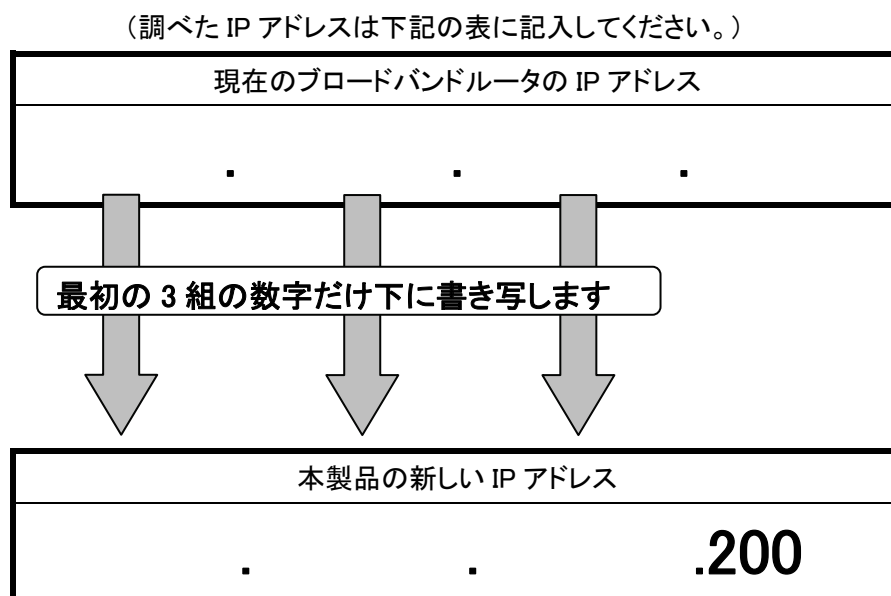 （調べた IP アドレスは下記の表に記入してください。）
現在のブロードバンドルータの IP アドレス
. . .
最初の 3 組の数字だけ下に書き写します
本製品の新しい IP アドレス
. . .200